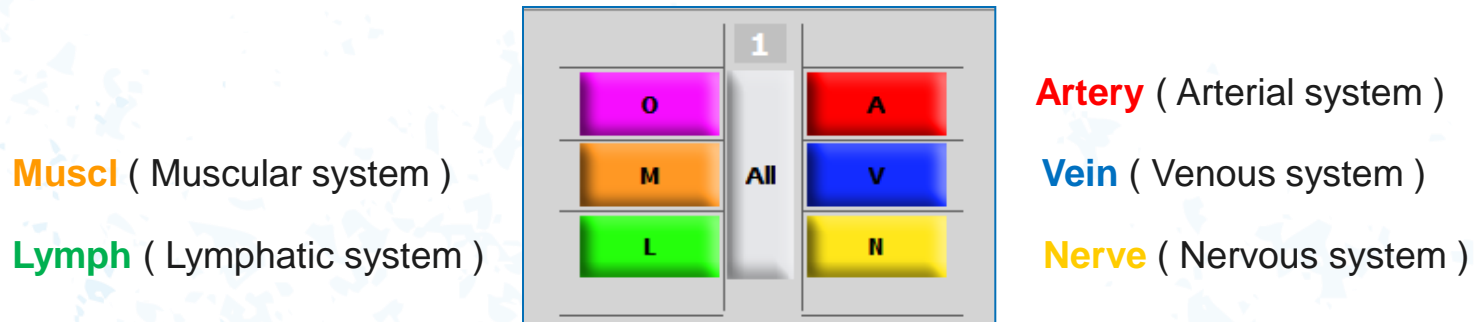 1
O
A
Artery ( Arterial system )
Muscl ( Muscular system )
M
All
V
Vein ( Venous system )
Lymph ( Lymphatic system )
L
N
Nerve ( Nervous system )